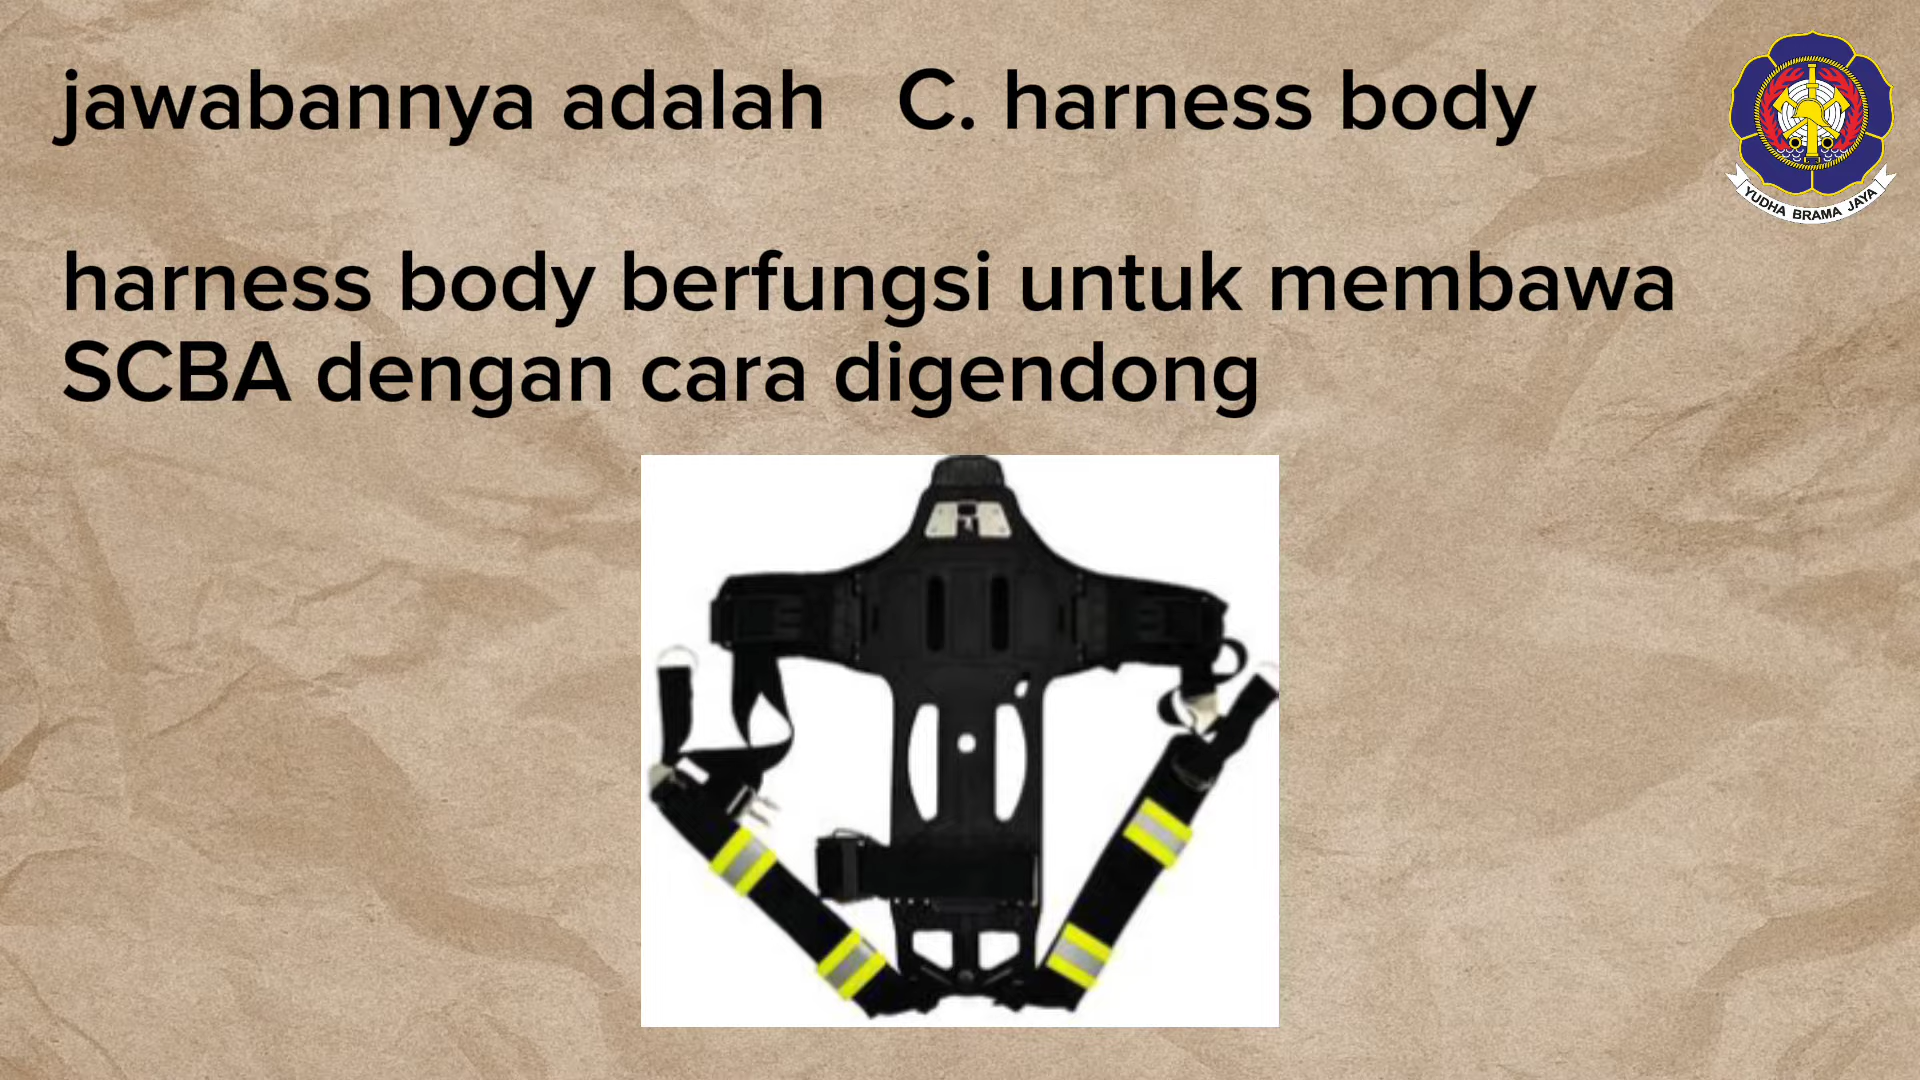 jawabannya adalah C. harness body
YUDHA BRAMA JAYA
harness body berfungsi untuk membawa
SCBA dengan cara digendong